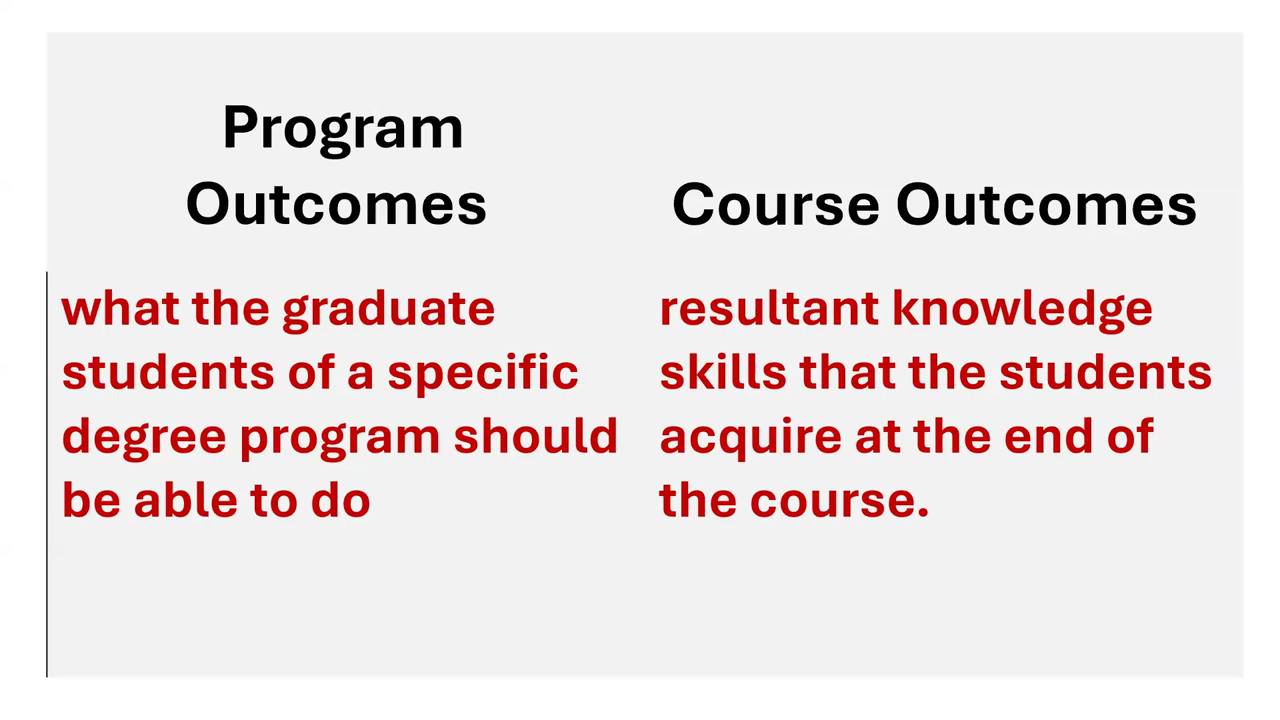 Program
Outcomes
what the graduate
students of a specific
degree program should
be able to do
Course Outcomes
resultant knowledge
skills that the students
acquire at the end of
the course.